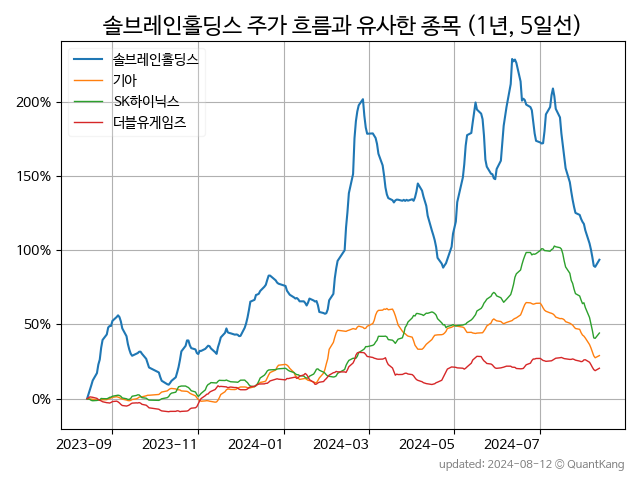 솔브레인홀딩스 주가 흐름과 유사한 종목 (1년, 5일선)
솔브레인홀딩스
기아
SK하이닉스
더블유게임즈
200%
150%
100%
50%
0%
2023-09 2023-11 2024-01 2024-03 2024-05 2024-07
updated: 2024-08-12 © QuantKang